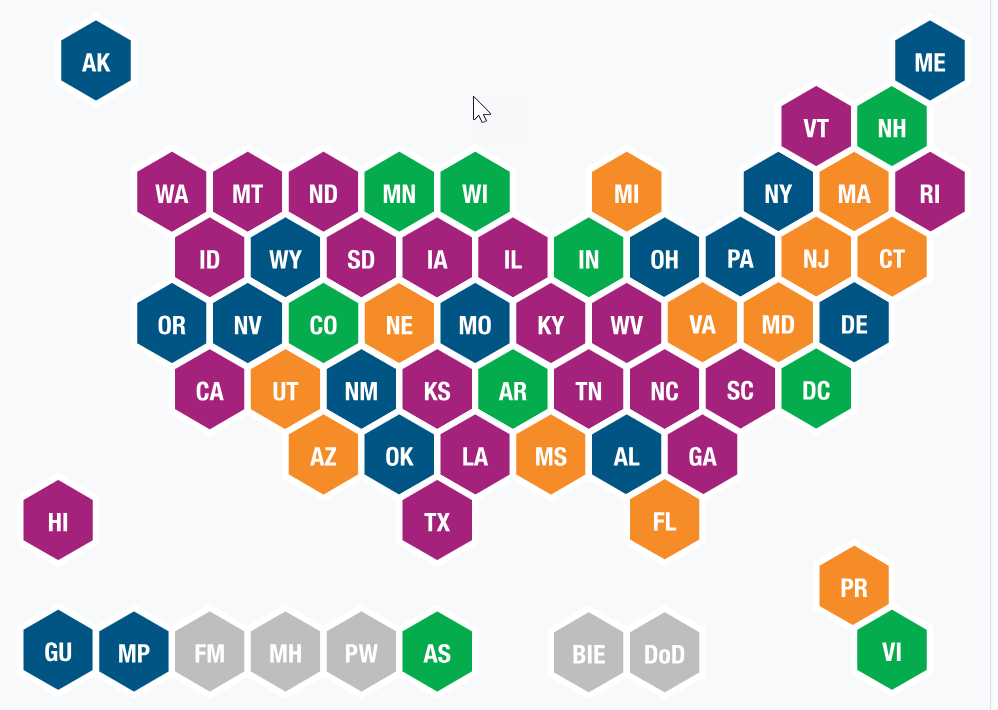 AK ME
VT NH
WA MT ND MN WI MI NY MA RI
ID WY SD IA IL IN OH PA NJ CT
OR NV CO NE MO KY WV VA MD DE
CA UT NM KS AR TN NC SC DC
AZ OK LA MS AL GA
HI TX FL
PR
GU MP FM MH PW AS BIE DoD VI